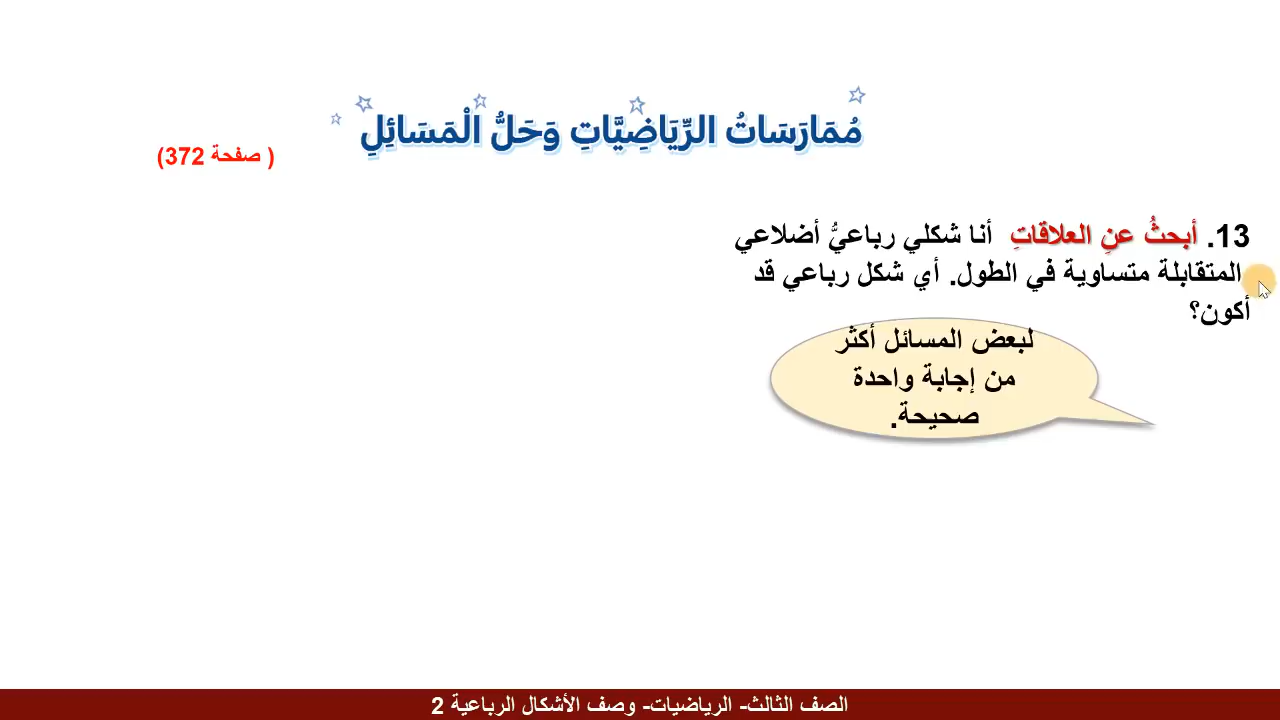 مُمَارَسَاتُ الرِّيَاضِيَّاتِ وَحَلُّ الْمَسَائِلِ
( صفحة 372)
13. أبحثُ عنِ العلاقاتِ أنا شكلي رباعيُّ أضلاعي
المتقابلة متساوية في الطول. أي شكل رباعي قد
أكون؟
لبعض المسائل أكثر
من إجابة واحدة
صحيحة.
الصف الثالث- الرياضيات- وصف الأشكال الرباعية 2